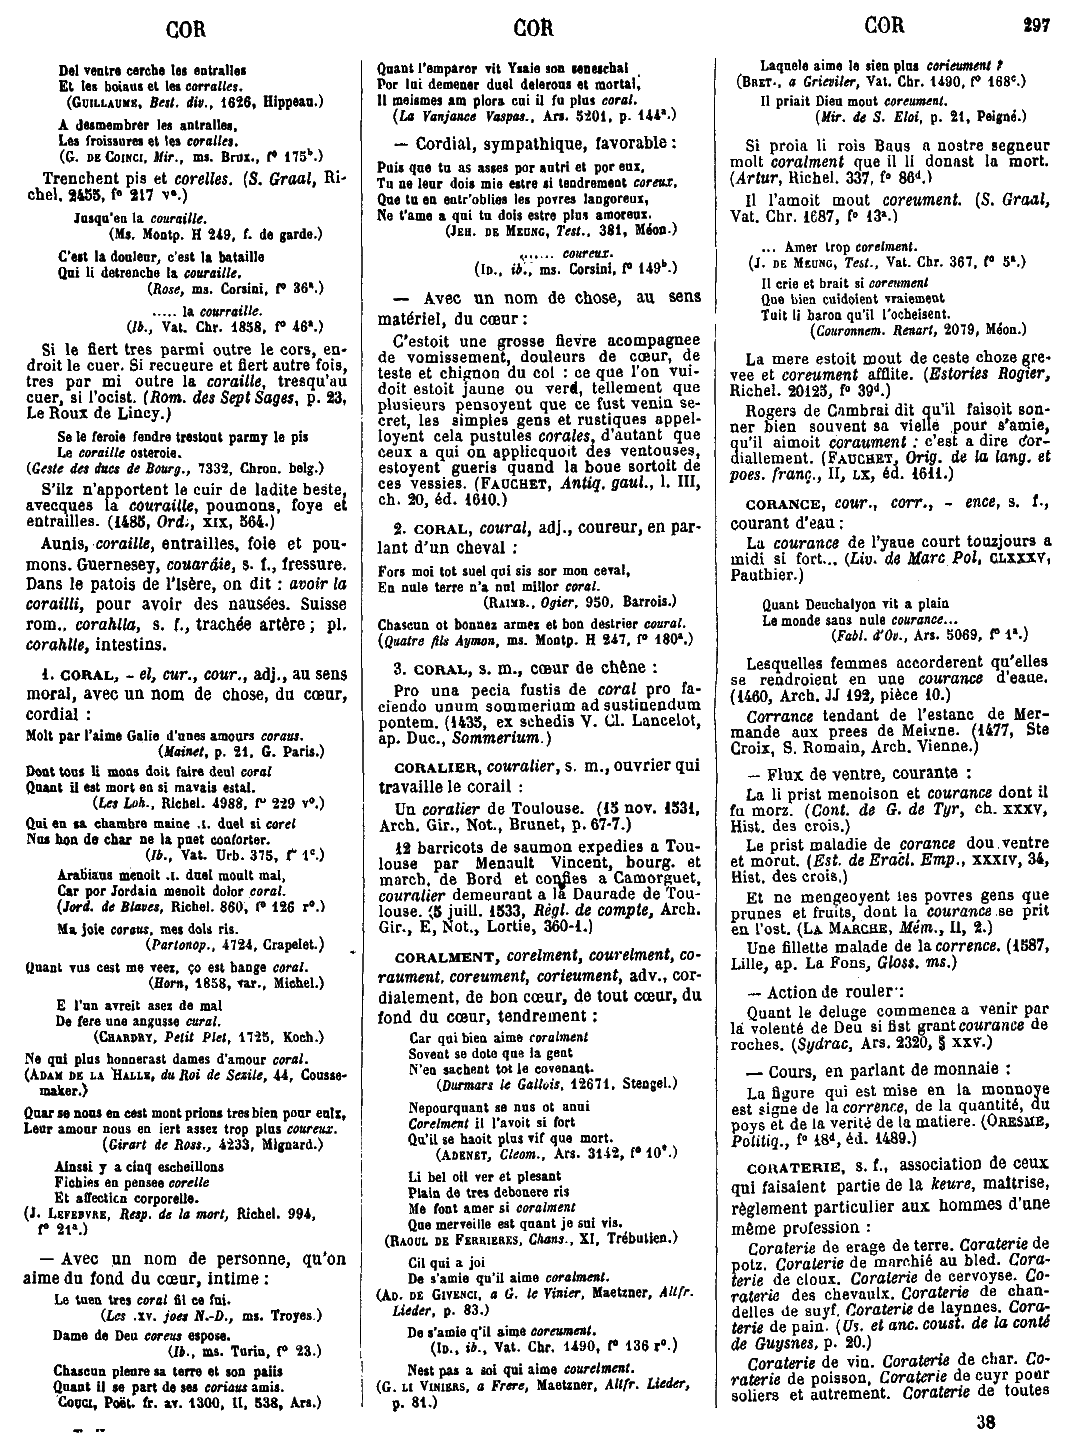 COR
COR
COR
297
Del ventre cerche les entralles
Et les boiaus et les corralles.
(GUILLAUME, Best. div., 1626, Hippeau.)
A desmembrer les antralles,
Les froissures et les coralles.
(G. DE COINCI, Mir., ms. Brux., f° 175b.)
Trenchent pis et corelles. (S. Graal, Ri-
chel. 2455, f° 217 v°.)
Jusqu'en la couraille.
(Ms. Montp. H 249, f. de garde.)
C'est la douleur, c'est la bataille
Qui li detrenche la couraille.
(Rose, ms. Corsini, f° 36a.)
..... la courraille.
(Ib., Vat. Chr. 1858, f° 46a.)
Si le fiert tres parmi outre le cors, en-
droit le cuer. Si recueure et fiert autre fois,
tres par mi outre la coraille, tresqu'au
cuer, si l'ocist. (Rom. des Sept Sages, p. 23,
Le Roux de Lincy.)
Se le feroie fendre trestout parmy le pis
Le coraille osteroie.
(Geste des ducs de Bourg., 7332, Chron. belg.)
S'ilz n'apportent le cuir de ladite beste,
avecques la couraille, poumons, foye et
entrailles. (1485, Ord., XIX, 564.)
Aunis, coraille, entrailles, foie et pou-
mons. Guernesey, couardie, s. f., fressure.
Dans le patois de l'Isère, on dit : avoir la
corailli, pour avoir des nausées. Suisse
rom., corahlla, s. f., trachée artère ; pl.
corahlle, intestins.
1. CORAL, - el, cur., cour., adj., au sens
moral, avec un nom de chose, du cœur,
cordial :
Molt par l'aime Galie d'unes amours coraus.
(Mainet, p. 21, G. Paris.)
Dont tous li mons doit faire deul coral
Quant il est mort en si mavais estal.
(Les Loh., Richel. 4988, f° 229 v°.)
Qui en sa chambre maine .I. duel si corel
Nus hon de char ne la puet conforter.
(Ib., Vat. Urb. 375, f° 1c.)
Arabians menoit .I. duel moult mal,
Car por Jordain menoit dolor coral.
(Jord. de Blaves, Richel. 860, f° 126 r°.)
Ma joie coraus, mes dols ris.
(Partonop., 4724, Crapelet.)
Quant vus cest me veez, ço est hange coral.
(Horn, 1858, var., Michel.)
E l'un avreit asez de mal
De fere une angusse cural.
(CHARDRY, Petit Plet, 1725, Koch.)
Ne qui plus honnerast dames d'amour coral.
(ADAM DE LA HALLE, du Roi de Sezile, 44, Cousse-
maker.)
Quar se nous en cest mont prions tres bien pour eulz,
Leur amour nous en iert assez trop plus coureux.
(Girart de Ross., 4233, Mignard.)
Ainssi y a cinq escheillons
Fichies en pensee corelle
Et affection corporelle.
(J. LEFEBVRE, Resp. de la mort, Richel. 994,
f° 21a.)
— Avec un nom de personne, qu'on
aime du fond du cœur, intime :
Le tuen tres coral fil ce fui.
(Les .XV. joes N.-D., ms. Troyes.)
Dame de Deu coreus espose.
(Ib., ms. Turin, f° 23.)
Chascun pleure sa terre et son païis
Quant il se part de ses coriaus amis.
COUCI, Poët. fr. av. 1300, II, 538, Ars.)
Quant l'emparor vit Ysaie son seneschal
Por lui demener duel delerous et mortal,
Il meismes am plora cui il fu plus coral.
(La Vanjance Vaspas., Ars. 5201, p. 144a.)
— Cordial, sympathique, favorable :
Puis que tu as asses por autri et por eux,
Tu ne leur dois mie estre si tendrement coreux,
Que tu en entr'oblies les povres langoreux,
Ne t'ame a qui tu dois estre plus amoreux.
(JEH. DE MEUNG, Test., 381, Méon.)
....... coureux.
(ID., ib., ms. Corsini, f° 149b.)
— Avec un nom de chose, au sens
matériel, du cœur :
C'estoit une grosse fievre acompagnee
de vomissement, douleurs de cœur, de
teste et chignon du col : ce que l'on vui-
doit estoit jaune ou verd, tellement que
plusieurs pensoyent que ce fust venin se-
cret, les simples gens et rustiques appel-
loyent cela pustules corales, d'autant que
ceux a qui on applicquoit des ventouses,
estoyent gueris quand la boue sortoit de
ces vessies. (FAUCHET, Antiq. gaul., l. III,
ch. 20, éd. 1610.)
2. CORAL, coural, adj., coureur, en par-
lant d'un cheval :
Fors moi tot suel qui sis sor mon ceval,
En nule terre n'a nul millor coral.
(RAIMB., Ogier, 950, Barrois.)
Chascun ot bonnez armez et bon destrier coural.
(Quatre fils Aymon, ms. Montp. H 247, f° 180a.)
3. CORAL, s. m., cœur de chêne :
Pro una pecia fustis de coral pro fa-
ciendo unum sommerium ad sustinendum
pontem. (1435, ex schedis V. Cl. Lancelot,
ap. Duc., Sommerium.)
CORALIER, couralier, s. m., ouvrier qui
travaille le corail :
Un coralier de Toulouse. (15 nov. 1531,
Arch. Gir., Not., Brunet, p. 67-7.)
12 barricots de saumon expedies a Tou-
louse par Menault Vincent, bourg. et
march. de Bord et confies a Camorguet,
couralier demeurant a la Daurade de Tou-
louse. (5 juill. 1533, Règl. de compte, Arch.
Gir., E, Not., Lortie, 360-1.)
CORALMENT, corelment, courelment, co-
raument, coreument, corieument, adv., cor-
dialement, de bon cœur, de tout cœur, du
fond du cœur, tendrement :
Car qui bien aime coralment
Sovent se dote que la gent
N'en sachent tot le covenant.
(Durmars le Gallois, 12671, Stengel.)
Nepourquant se nus ot anui
Corelment il l'avoit si fort
Qu'il se haoit plus vif que mort.
(ADENET, Cleom., Ars. 3142, f° 10a.)
Li bel oil ver et plesant
Plain de tres debonere ris
Me font amer si coralment
Que merveille est quant je sui vis.
(RAOUL DE FERRIERES, Chans., XI, Trébutien.)
Cil qui a joi
De s'amie qu'il aime coralment.
(AD. DE GIVENCI, a G. le Vinier, Maetzner, Altfr.
Lieder, p. 83.)
De s'amie q'il aime coreument.
(ID., ib., Vat. Chr. 1490, f° 136 r°.)
Nest pas a soi qui aime courelment.
(G. LI VINIERS, a Frere, Maetzner, Altfr. Lieder,
p. 81.)
Laquele aime le sien plus corieument ?
(BRET., a Grieviler, Vat. Chr. 1490, f° 168c.)
Il priait Dieu mout coreument.
(Mir. de S. Eloi, p. 21, Peigné.)
Si proia li rois Baus a nostre segneur
molt coralment que il li donast la mort.
(Artur, Richel. 337, f° 86d.)
Il l'amoit mout coreument. (S. Graal,
Vat. Chr. 1687, f° 13a.)
... Amer trop corelment.
(J. DE MEUNG, Test., Vat. Chr. 367, f° 5a.)
Il crie et brait si coreument
Que bien cuidoient vraiement
Tuit li baron qu'il l'ocheisent.
(Couronnem. Renart, 2079, Méon.)
La mere estoit mout de ceste choze gre-
vee et coreument afflite. (Estories Rogier,
Richel. 20125, f° 39d.)
Rogers de Cambrai dit qu'il faisoit son-
ner bien souvent sa vielle pour s'amie,
qu'il aimoit coraument : c'est a dire cor-
diallement. (FAUCHET, Orig. de la lang. et
poes. franç., II, LX, éd. 1611.)
CORANCE, cour., corr., - ence, s. f.,
courant d'eau :
La courance de l'yaue court touzjours a
midi si fort... (Liv. de Marc Pol, CLXXXV,
Pauthier.)
Quant Deuchalyon vit a plain
Le monde sans nule courance...
(Fabl. d'Ov., Ars. 5069, f° 1a.)
Lesquelles femmes accorderent qu'elles
se rendroient en une courance d'eaue.
(1460, Arch. JJ 192, pièce 10.)
Corrance tendant de l'estanc de Mer-
mande aux prees de Meigne. (1477, Ste
Croix, S. Romain, Arch. Vienne.)
— Flux de ventre, courante :
La li prist menoison et courance dont il
fu morz. (Cont. de G. de Tyr, ch. XXXV,
Hist. des crois.)
Le prist maladie de corance dou ventre
et morut. (Est. de Eracl. Emp., XXXIV, 34,
Hist. des crois.)
Et ne mengeoyent les povres gens que
prunes et fruits, dont la courance se prit
en l'ost. (LA MARCHE, Mém., II, 2.)
Une fillette malade de la corrence. (1587,
Lille, ap. La Fons, Gloss. ms.)
— Action de rouler :
Quant le deluge commenca a venir par
la volenté de Deu si fist grant courance de
roches. (Sydrac, Ars. 2320, § XXV.)
— Cours, en parlant de monnaie :
La figure qui est mise en la monnoye
est signe de la corrence, de la quantité, du
poys et de la verité de la matiere. (ORESME,
Politiq., f° 18d, éd. 1489.)
CORATERIE, s. f., association de ceux
qui faisaient partie de la keure, maîtrise,
règlement particulier aux hommes d'une
même profession :
Coraterie de erage de terre. Coraterie de
potz. Coraterie de marchié au bled. Cora-
terie de cloux. Coraterie de cervoyse. Co-
raterie des chevaulx. Coraterie de chan-
delles de suyf. Coraterie de laynnes. Cora-
terie de pain. (Us. et anc. coust. de la conté
de Guysnes, p. 20.)
Coraterie de vin. Coraterie de char. Co-
raterie de poisson. Coraterie de cuyr pour
soliers et autrement. Coraterie de toutes
38